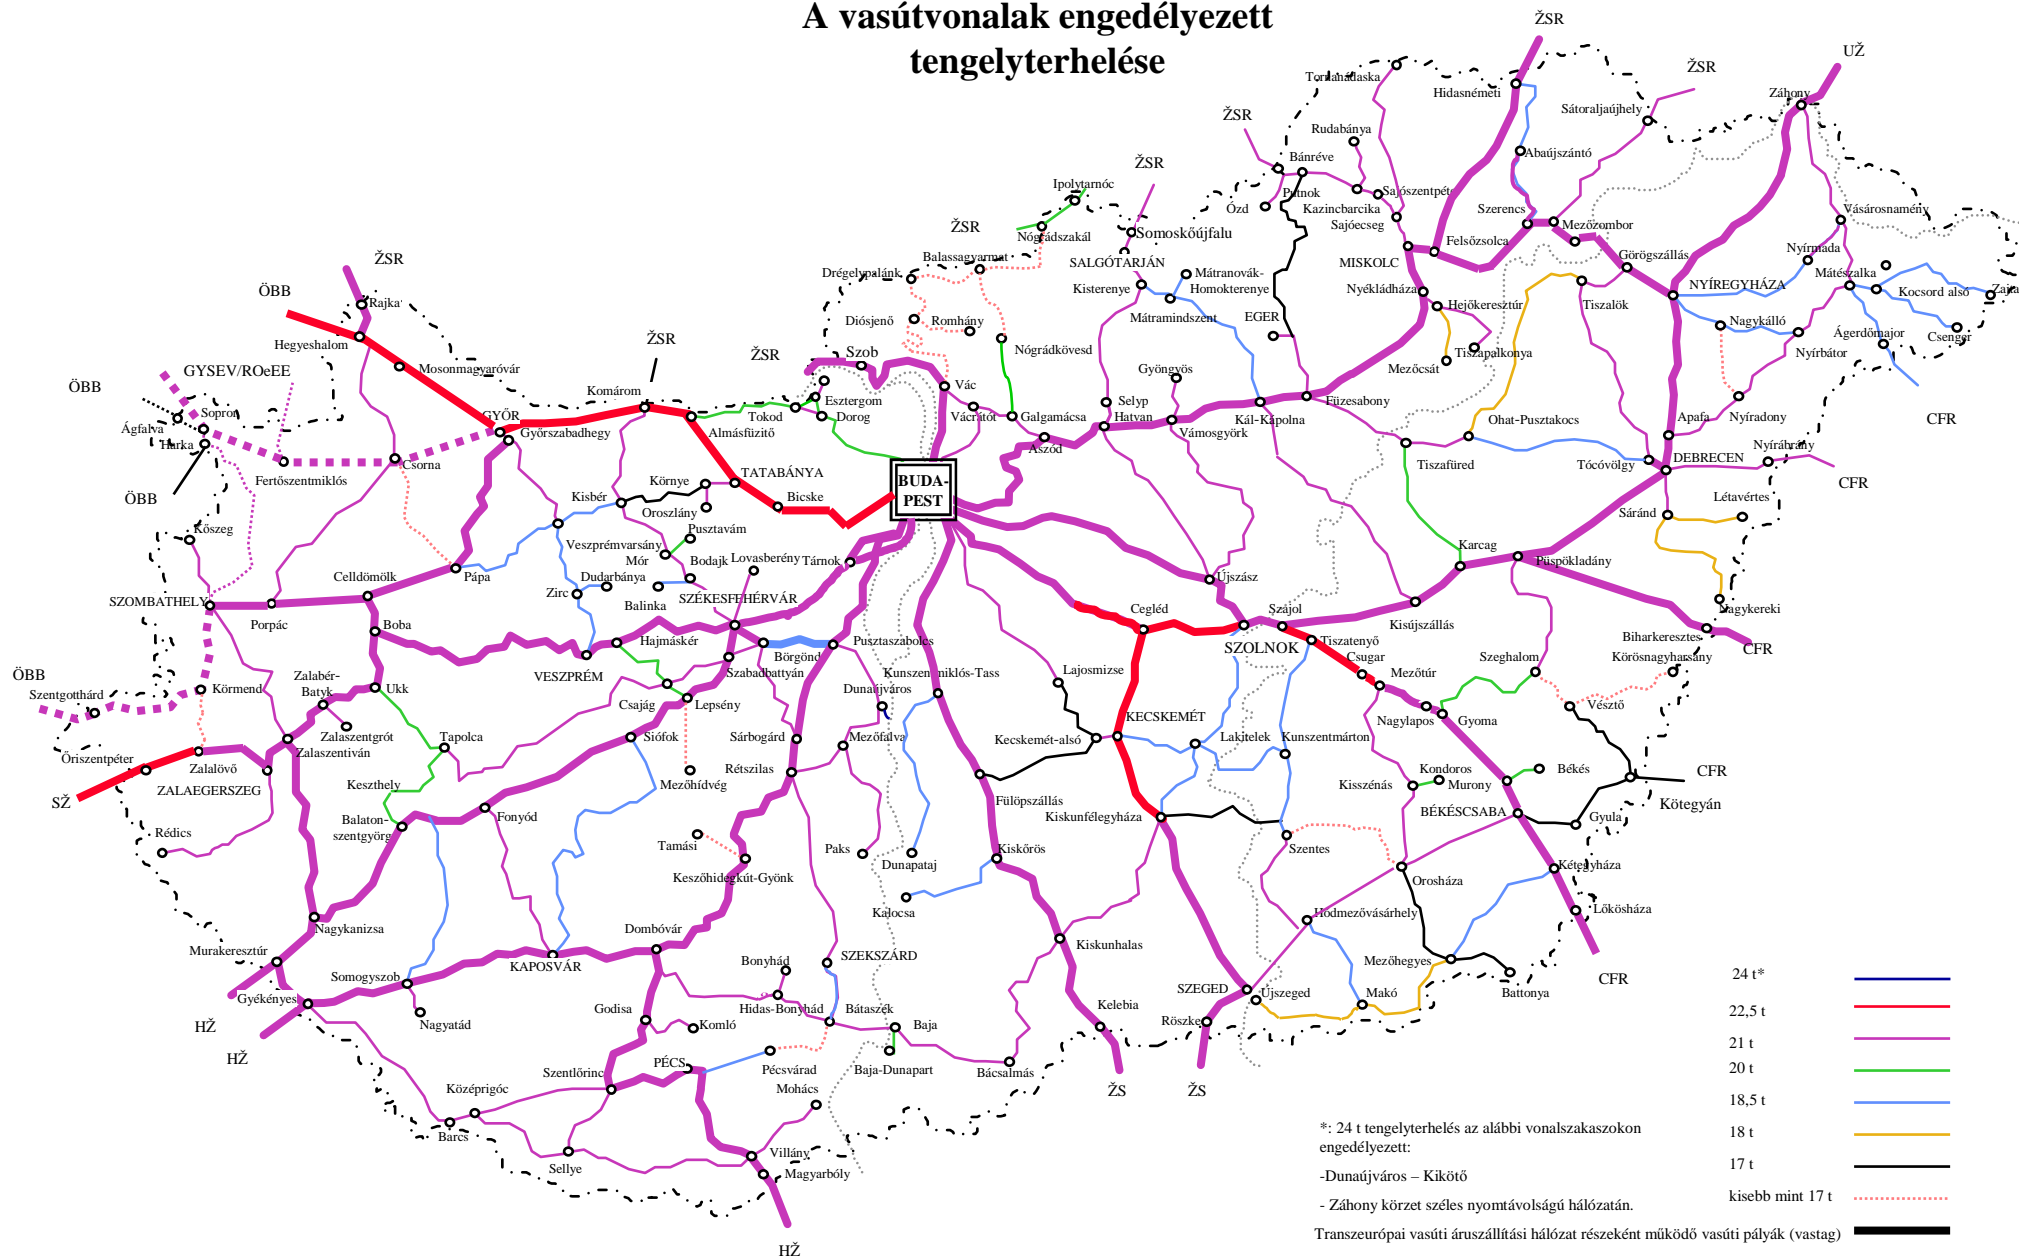 A vasútvonalak engedélyezett
tengelyterhelése
ŽSR
UŽ
ŽSR
Tornanádaska
Hidasnémeti
Záhony
Sátoraljaújhely
ŽSR
Rudabánya
Abaújszántó
Bánréve
ŽSR
Ipolytarnóc
Putnok
Ózd
Kazincbarcika
Sajóecseg
Szerencs
Mezőzombor
Vásárosnamény
ŽSR
Nógrádszakál
Somoskőújfalu
Felsőzsolca
Görögszállás
Nyírmada
Balassagyarmat
SALGÓTARJÁN
MISKOLC
Mátészalka
ŽSR
Drégelypalánk
Mátranovák-
Homokterenye
Kisterenye
Nyékládháza
NYÍREGYHÁZA
Kocsord alsó
ÖBB
Rajka
Hejőkeresztúr
Tiszalök
Diósjenő
Romhány
Mátramindszent
EGER
Nagykálló
Ágerdőmajor
Csenger
Hegyeshalom
ŽSR
ŽSR
Szob
Nógrádkövesd
Tiszapalkonya
Nyírbátor
Mosonmagyaróvár
GYSEV/ROeEE
Gyöngyös
Mezőcsát
ÖBB
Komárom
Vác
Esztergom
Selyp
Füzesabony
Sopron
GYŐR
Tokod
Dorog
Vácrátót
Galgamácsa
Hatvan
Kál-Kápolna
Ohat-Pusztakocs
Apafa
Nyíradony
CFR
Ágfalva
Győrszabadhegy
Almásfüzitő
Vámosgyörk
Harka
Aszód
Nyírábrány
Csorna
Tiszafüred
Tócóvölgy
DEBRECEN
Fertőszentmiklós
TATABÁNYA
Környe
BUDA-
PEST
CFR
ÖBB
Kisbér
Bicske
Létavértes
Oroszlány
Sáránd
Kőszeg
Pusztavám
Veszprémvarsány
Karcag
Mór
Bodajk
Lovasberény
Tárnok
Püspökladány
Celldömölk
Pápa
Dudarbánya
Újszász
SZOMBATHELY
Zirc
Balinka
SZÉKESFEHÉRVÁR
Cegléd
Szajol
Nagykereki
Porpác
Boba
Kisújszállás
Hajmáskér
Pusztaszabolcs
Tiszatenyő
Biharkeresztes
Börgönd
SZOLNOK
CFR
Csugar
Szeghalom
Körösnagyharsány
ÖBB
Zalabér-
Batyk
VESZPRÉM
Szabadbattyán
Kunszentmiklós-Tass
Lajosmizse
Mezőtúr
Szentgotthárd
Körmend
Ukk
Dunaújváros
Csajág
Lepsény
Vésztő
KECSKEMÉT
Nagylapos
Gyoma
Zalaszentgrót
Tapolca
Siófok
Sárbogárd
Mezőfalva
Kecskemét-alsó
Lakitelek
Kunszentmárton
Zalaszentiván
Őriszentpéter
Zalalövő
Rétszilas
Kondoros
Békés
CFR
Keszthely
Mezőhídvég
Kisszénás
Murony
SŽ
ZALAEGERSZEG
Fülöpszállás
Kötegyán
Balaton-
szentgyörg
Fonyód
Kiskunfélegyháza
BÉKÉSCSABA
Gyula
Rédics
Tamási
Paks
Kiskőrös
Szentes
Dunapataj
Kétegyháza
Keszőhidegkút-Gyönk
Orosháza
Kalocsa
Hódmezővásárhely
Lőkösháza
Nagykanizsa
Dombóvár
Murakeresztúr
Kiskunhalas
Bonyhád
SZEKSZÁRD
Mezőhegyes
KAPOSVÁR
Somogyszob
CFR
24 t*
Gyékényes
SZEGED
Újszeged
Makó
Battonya
Godisa
Hidas-Bonyhád
Bátaszék
Kelebia
22,5 t
HŽ
Nagyatád
Komló
Baja
Röszke
21 t
HŽ
PÉCS
Szentlőrinc
Pécsvárad
Baja-Dunapart
Bácsalmás
20 t
Középrigóc
Mohács
ŽS
ŽS
18,5 t
Barcs
*: 24 t tengelyterhelés az alábbi vonalszakaszokon
engedélyezett:
18 t
Villány
Sellye
17 t
Magyarbóly
-Dunaújváros – Kikötő
kisebb mint 17 t
- Záhony körzet széles nyomtávolságú hálózatán.
Transzeurópai vasúti áruszállítási hálózat részeként működő vasúti pályák (vastag)
HŽ